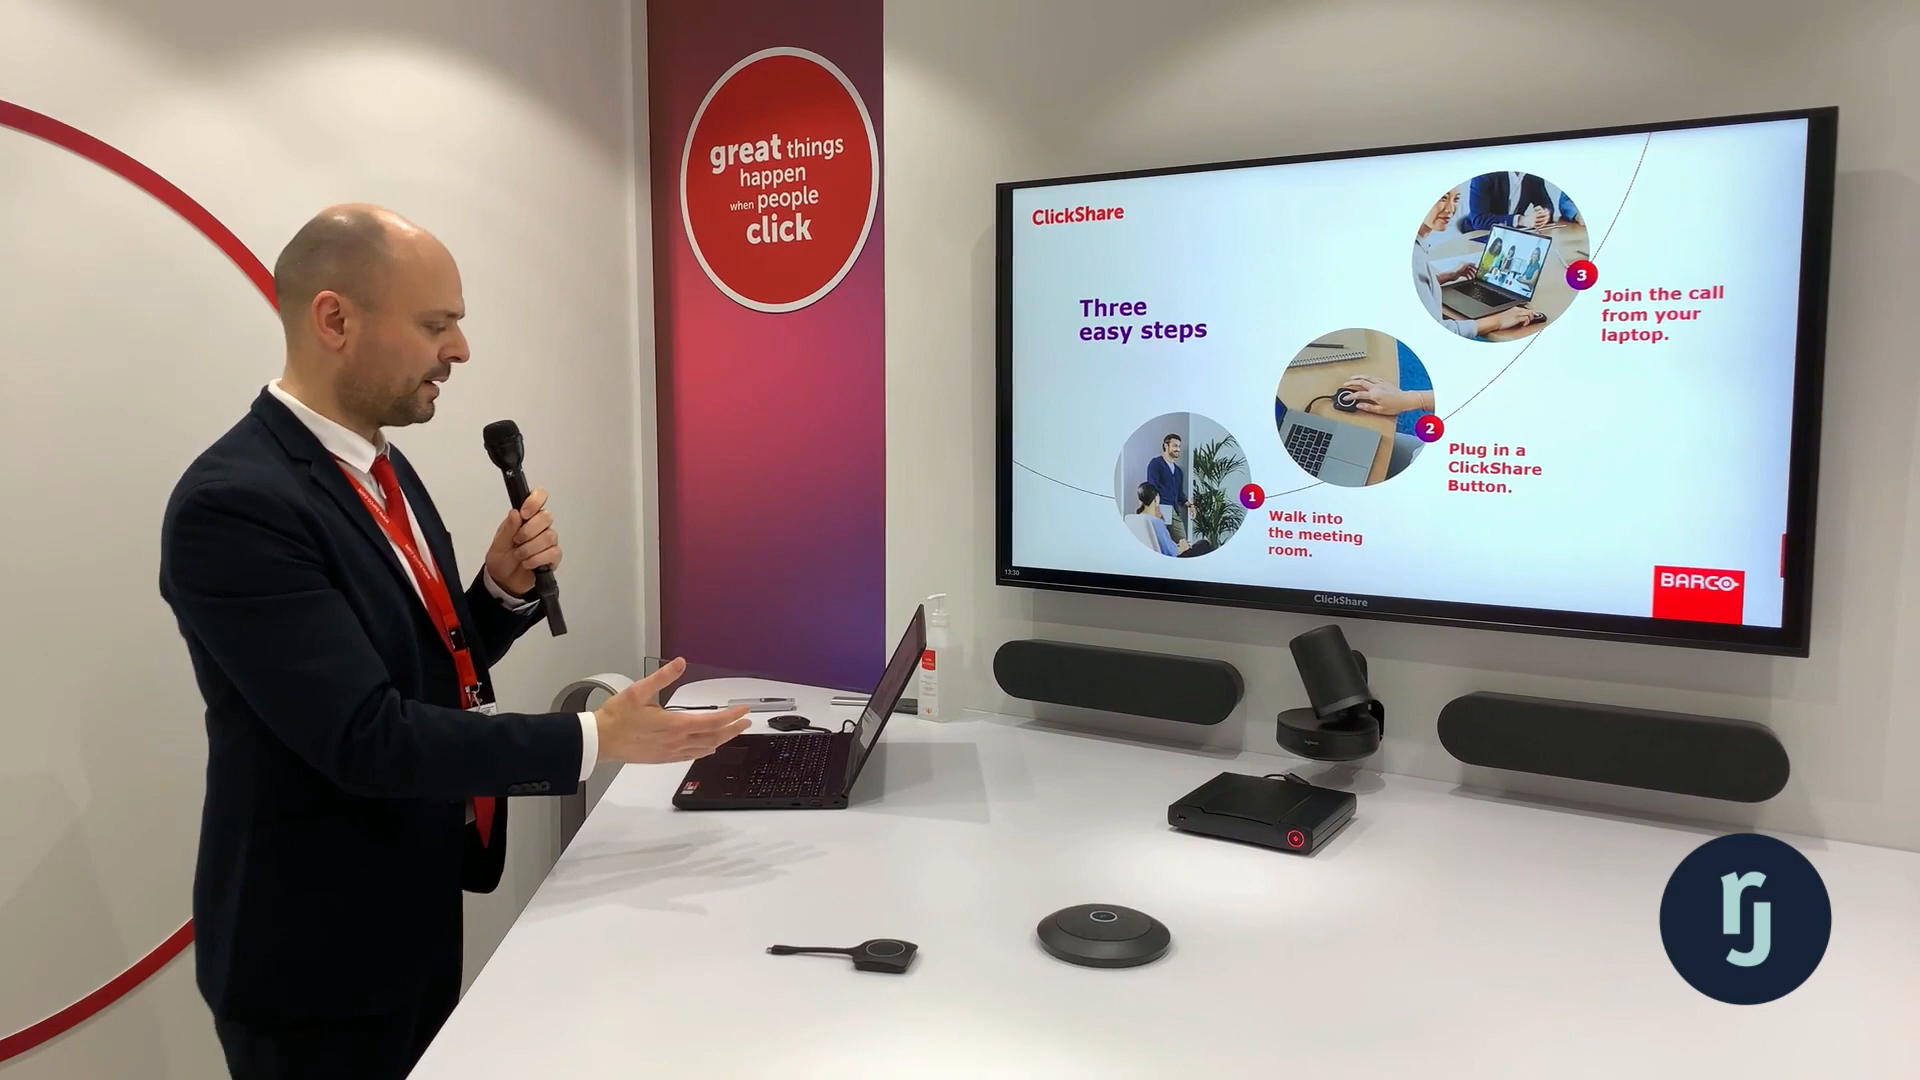 great things
happen
when people
click
ClickShare
Three
easy steps
3
Join the call
from your
laptop.
2
Plug in a
ClickShare
Button.
1
Walk into
the meeting
room.
13:30
BARCO
ClickShare
rj